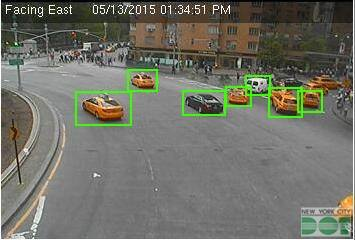 Facing East 05/13/2015 01:34:51 PM
NEW YORK CITY
DOT